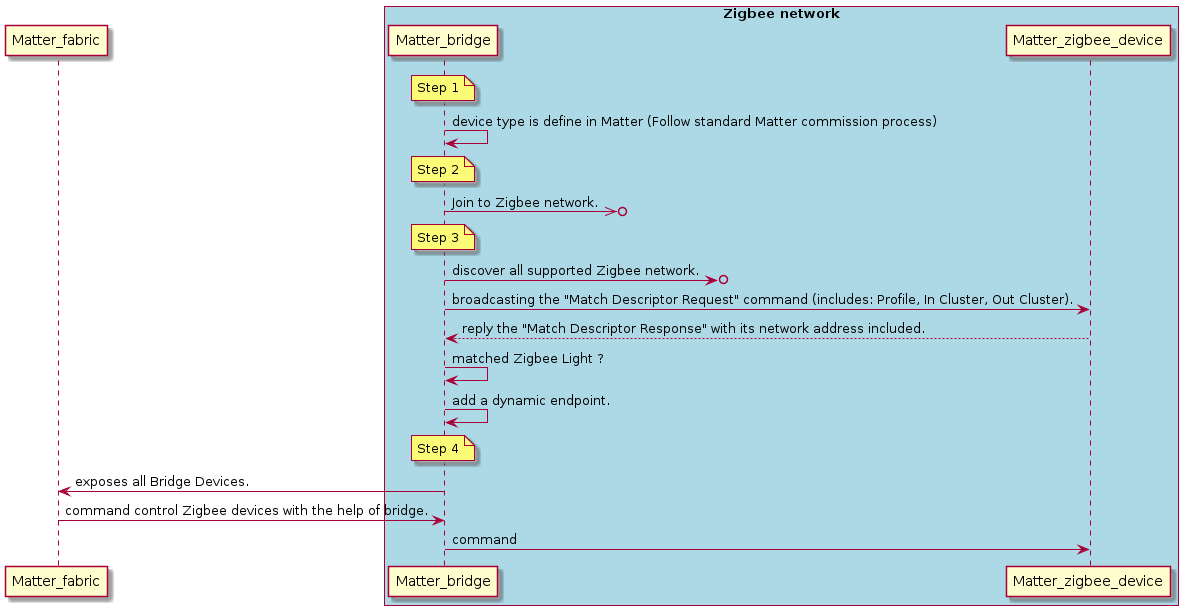 Zigbee network
Matter_fabric
Matter_bridge
Matter_zigbee_device
Step 1
device type is define in Matter (Follow standard Matter commission process)
Step 2
Join to Zigbee network.
Step 3
discover all supported Zigbee network.
broadcasting the "Match Descriptor Request" command (includes: Profile, In Cluster, Out Cluster).
reply the "Match Descriptor Response" with its network address included.
matched Zigbee Light ?
add a dynamic endpoint.
Step 4
exposes all Bridge Devices.
command control Zigbee devices with the help of bridge.
command
Matter_fabric
Matter_bridge
Matter_zigbee_device